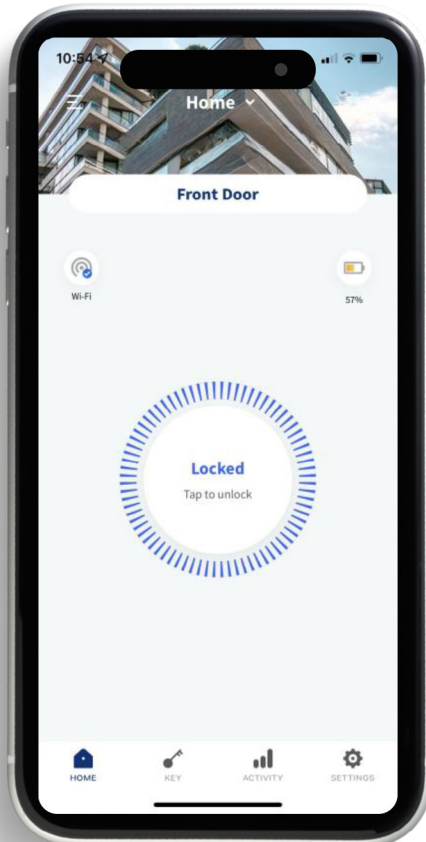 10:54
Home
Front Door
Wi-Fi
57%
Locked
Tap to unlock
HOME
KEY
ACTIVITY
SETTINGS